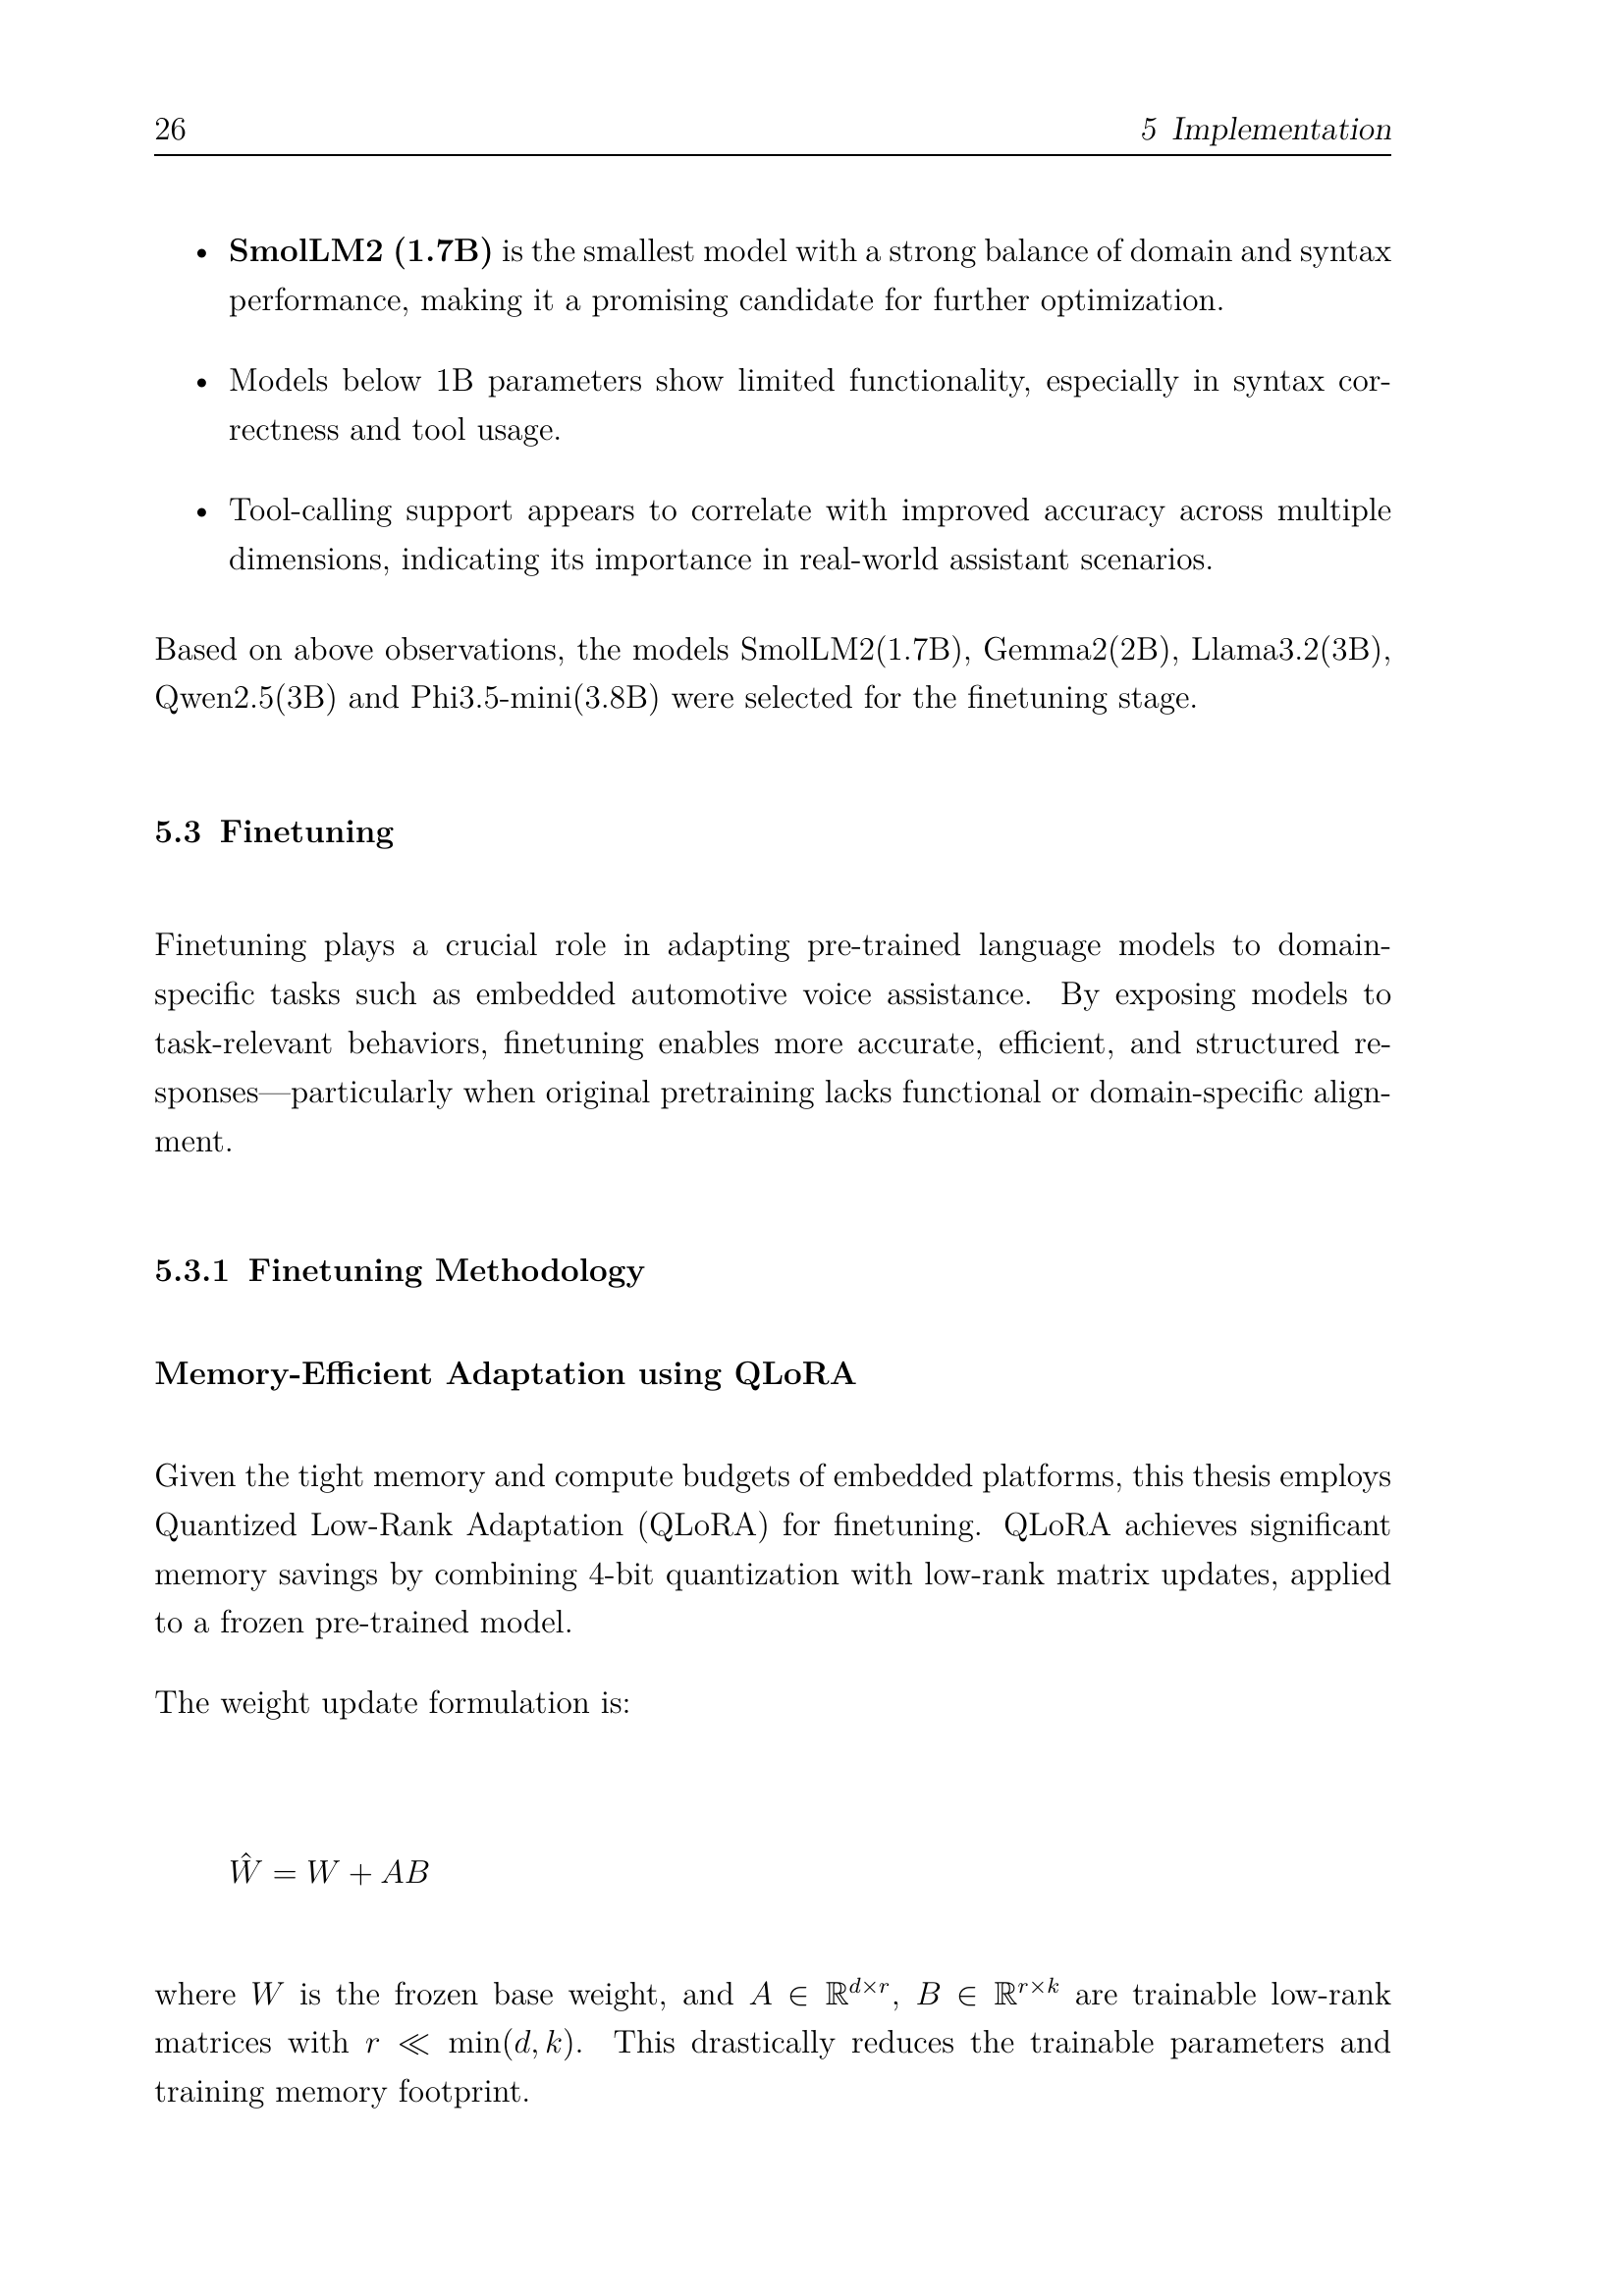 26 5 Implementation
• SmolLM2 (1.7B) is the smallest model with a strong balance of domain and syntax
performance, making it a promising candidate for further optimization.
• Models below 1B parameters show limited functionality, especially in syntax cor-
rectness and tool usage.
• Tool-calling support appears to correlate with improved accuracy across multiple
dimensions, indicating its importance in real-world assistant scenarios.
Based on above observations, the models SmolLM2(1.7B), Gemma2(2B), Llama3.2(3B),
Qwen2.5(3B) and Phi3.5-mini(3.8B) were selected for the finetuning stage.
5.3 Finetuning
Finetuning plays a crucial role in adapting pre-trained language models to domain-
specific tasks such as embedded automotive voice assistance. By exposing models to
task-relevant behaviors, finetuning enables more accurate, efficient, and structured re-
sponses—particularly when original pretraining lacks functional or domain-specific align-
ment.
5.3.1 Finetuning Methodology
Memory-Efficient Adaptation using QLoRA
Given the tight memory and compute budgets of embedded platforms, this thesis employs
Quantized Low-Rank Adaptation (QLoRA) for finetuning. QLoRA achieves significant
memory savings by combining 4-bit quantization with low-rank matrix updates, applied
to a frozen pre-trained model.
The weight update formulation is:
Ŵ = W + AB
where W is the frozen base weight, and A ∈ ℝ^{d×r}, B ∈ ℝ^{r×k} are trainable low-rank
matrices with r ≪ min(d, k). This drastically reduces the trainable parameters and
training memory footprint.